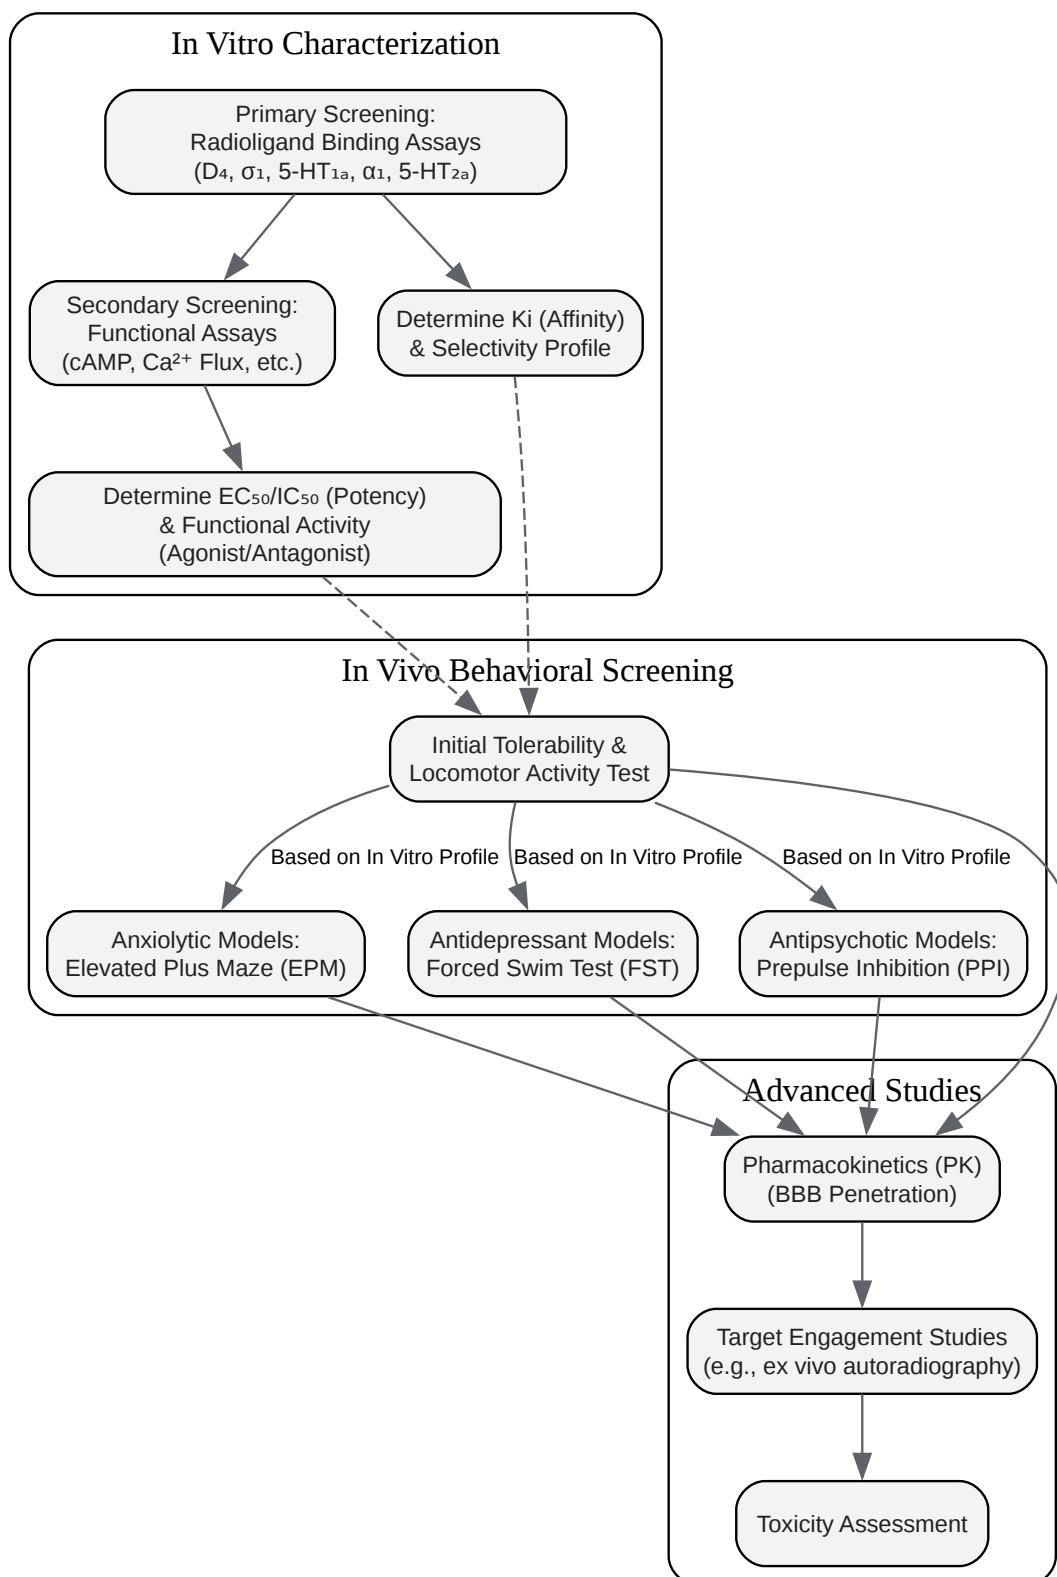 In Vitro Characterization
Primary Screening:
Radioligand Binding Assays
(D₄, σ₁, 5-HT₁ₐ, α₁, 5-HT₂ₐ)
Secondary Screening:
Functional Assays
(cAMP, Ca²⁺ Flux, etc.)
Determine Ki (Affinity)
& Selectivity Profile
Determine EC₅₀/IC₅₀ (Potency)
& Functional Activity
(Agonist/Antagonist)
In Vivo Behavioral Screening
Initial Tolerability &
Locomotor Activity Test
Based on In Vitro Profile
Based on In Vitro Profile
Based on In Vitro Profile
Anxiolytic Models:
Elevated Plus Maze (EPM)
Antidepressant Models:
Forced Swim Test (FST)
Antipsychotic Models:
Prepulse Inhibition (PPI)
Advanced Studies
Pharmacokinetics (PK)
(BBB Penetration)
Target Engagement Studies
(e.g., ex vivo autoradiography)
Toxicity Assessment